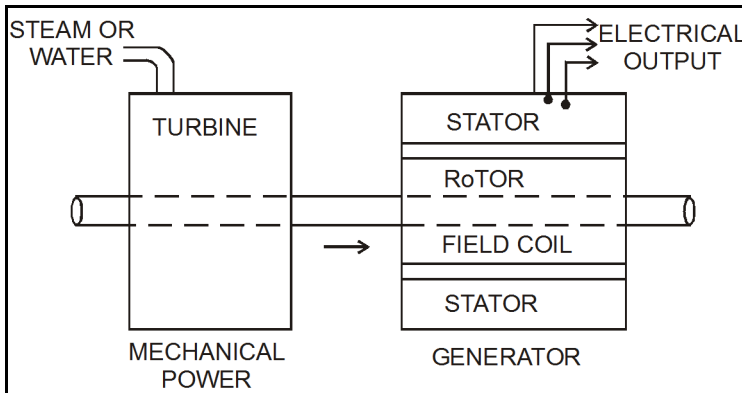 STEAM OR
WATER
ELECTRICAL
OUTPUT
TURBINE
STATOR
RoTOR
FIELD COIL
STATOR
MECHANICAL
POWER
GENERATOR